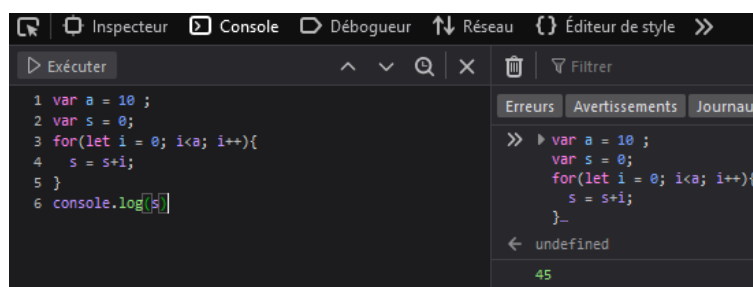 Inspecteur Console Débogueur Réseau {} Éditeur de style
Exécuter
Filtrer
1 var a = 10 ;
2 var s = 0;
3 for(let i = 0; i<a; i++){
4 s = s+i;
5 }
6 console.log(s)
Erreurs Avertissements Journau
var a = 10 ;
var s = 0;
for(let i = 0; i<a; i++){
s = s+i;
}…
undefined
45